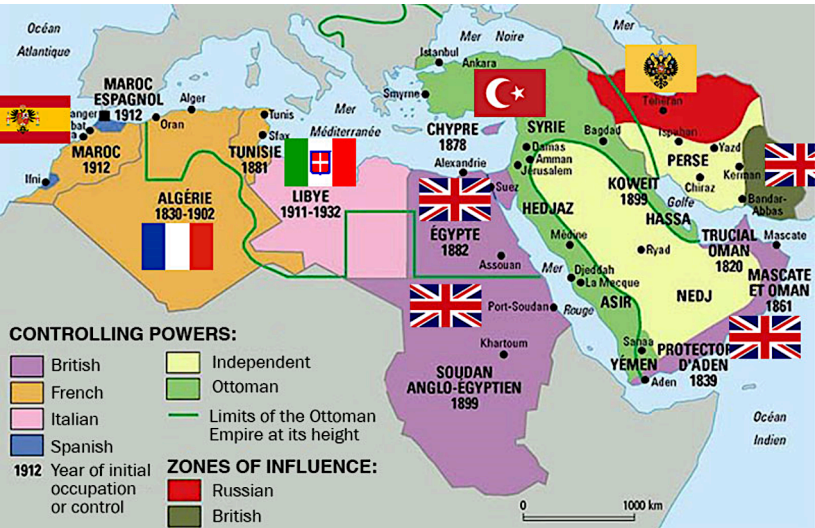 Océan
Atlantique
Mer
Mer Noire
Istanbul
Ankara
Smyrne
MAROC
ESPAGNOL
1912
Alger
Oran
Tunis
Sfax
Mer
Méditerranée
CHYPRE
1878
SYRIE
Bagdad
Téhéran
Ispahan
Yazd
PERSE
Kerman
Chiraz
Bandar-
Abbas
anger
bat
a
MAROC
1912
Ifni
TUNISIE
1881
Alexandrie
Damas
Amman
Jérusalem
Suez
KOWEIT
1899
Golfe
HASSA
ALGÉRIE
1830-1902
LIBYE
1911-1932
ÉGYPTE
1882
Assouan
HEDJAZ
Médine
Ryad
TRUCIAL
OMAN
1820
Mascate
MASCATE
ET OMAN
1861
Mer
Rouge
Djeddah
La Mecque
ASIR
NEDJ
Port-Soudan
Khartoum
SOUDAN
ANGLO-ÉGYPTIEN
1899
Sanaa
YÉMEN
Aden
PROTECTOR
D'ADEN
1839
Océan
Indien
CONTROLLING POWERS:
British
French
Italian
Spanish
1912 Year of initial
occupation
or control
Independent
Ottoman
Limits of the Ottoman
Empire at its height
ZONES OF INFLUENCE:
Russian
British
0 1000 km